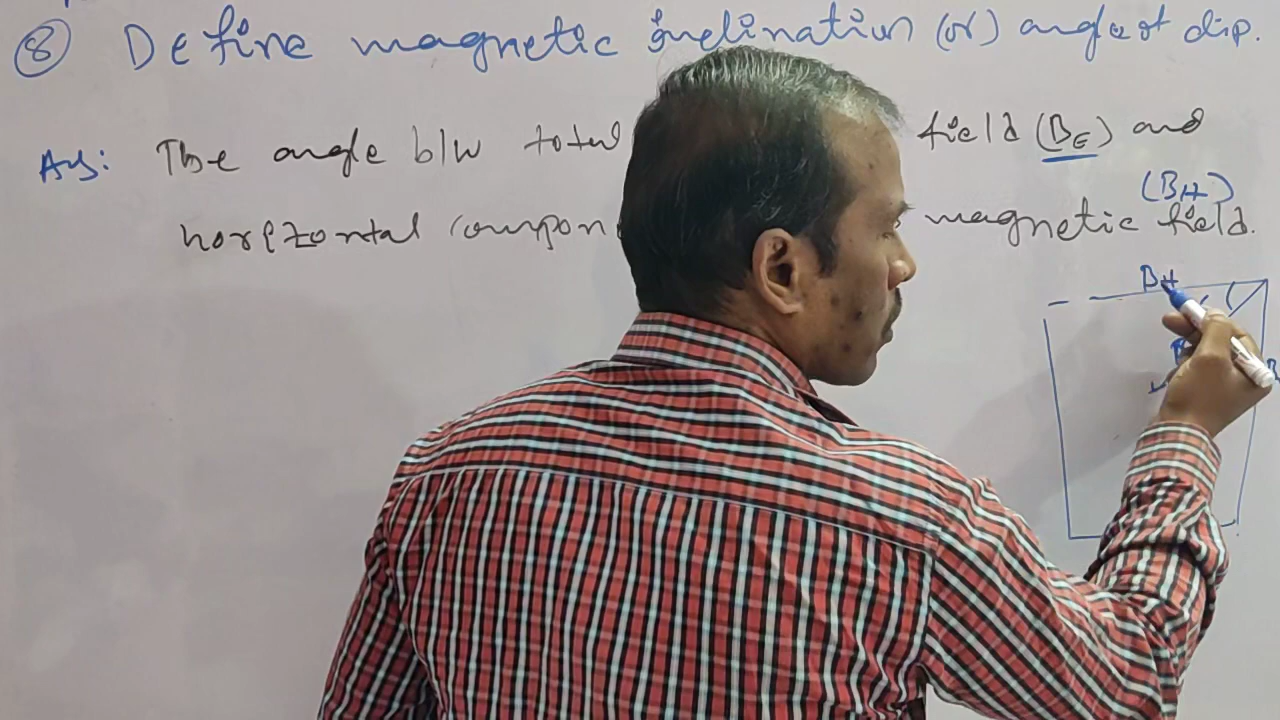 ⑧ Define magnetic inclination (or) angle of dip.
Ans: The angle b/w total field (BE) and
(BH)
horizontal compon magnetic field.
BH
B